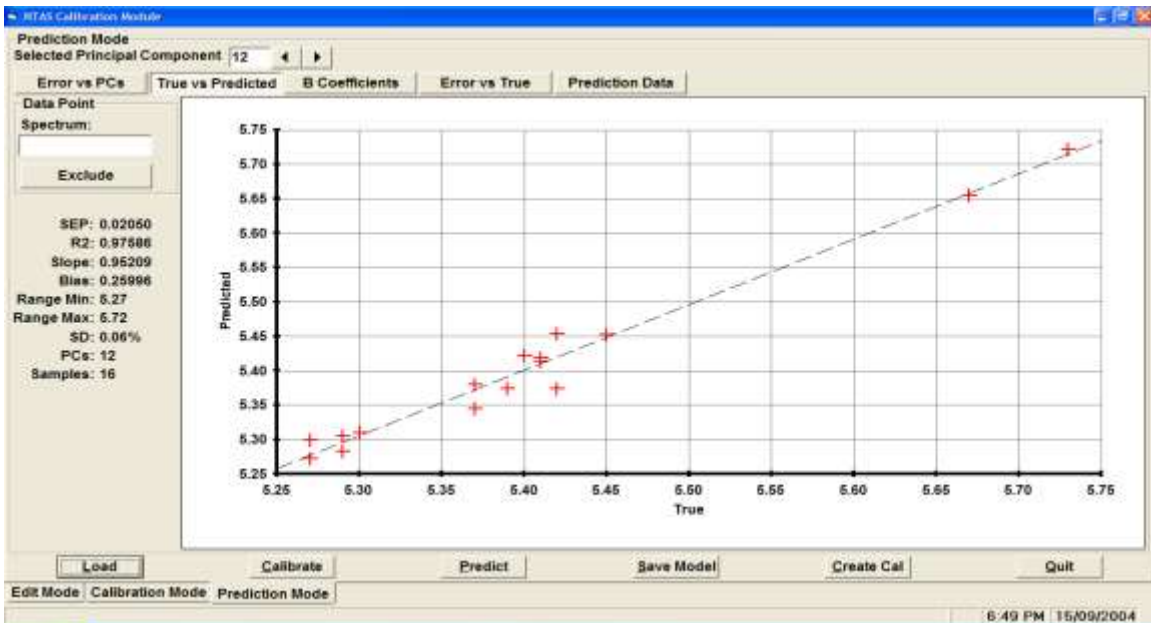 NTAS Calibration Module
Prediction Mode
Selected Principal Component 12
Error vs PCs True vs Predicted B Coefficients Error vs True Prediction Data
Data Point
Spectrum:
Exclude
SEP: 0.02050
R2: 0.97586
Slope: 0.95209
Bias: 0.25996
Range Min: 5.27
Range Max: 5.72
SD: 0.06%
PCs: 12
Samples: 16
5.75
5.70
5.65
5.60
5.55
5.50
5.45
5.40
5.35
5.30
5.25
Predicted
5.25 5.30 5.35 5.40 5.45 5.50 5.55 5.60 5.65 5.70 5.75
True
Load Calibrate Predict Save Model Create Cal Quit
Edit Mode Calibration Mode Prediction Mode
6:49 PM 15/09/2004